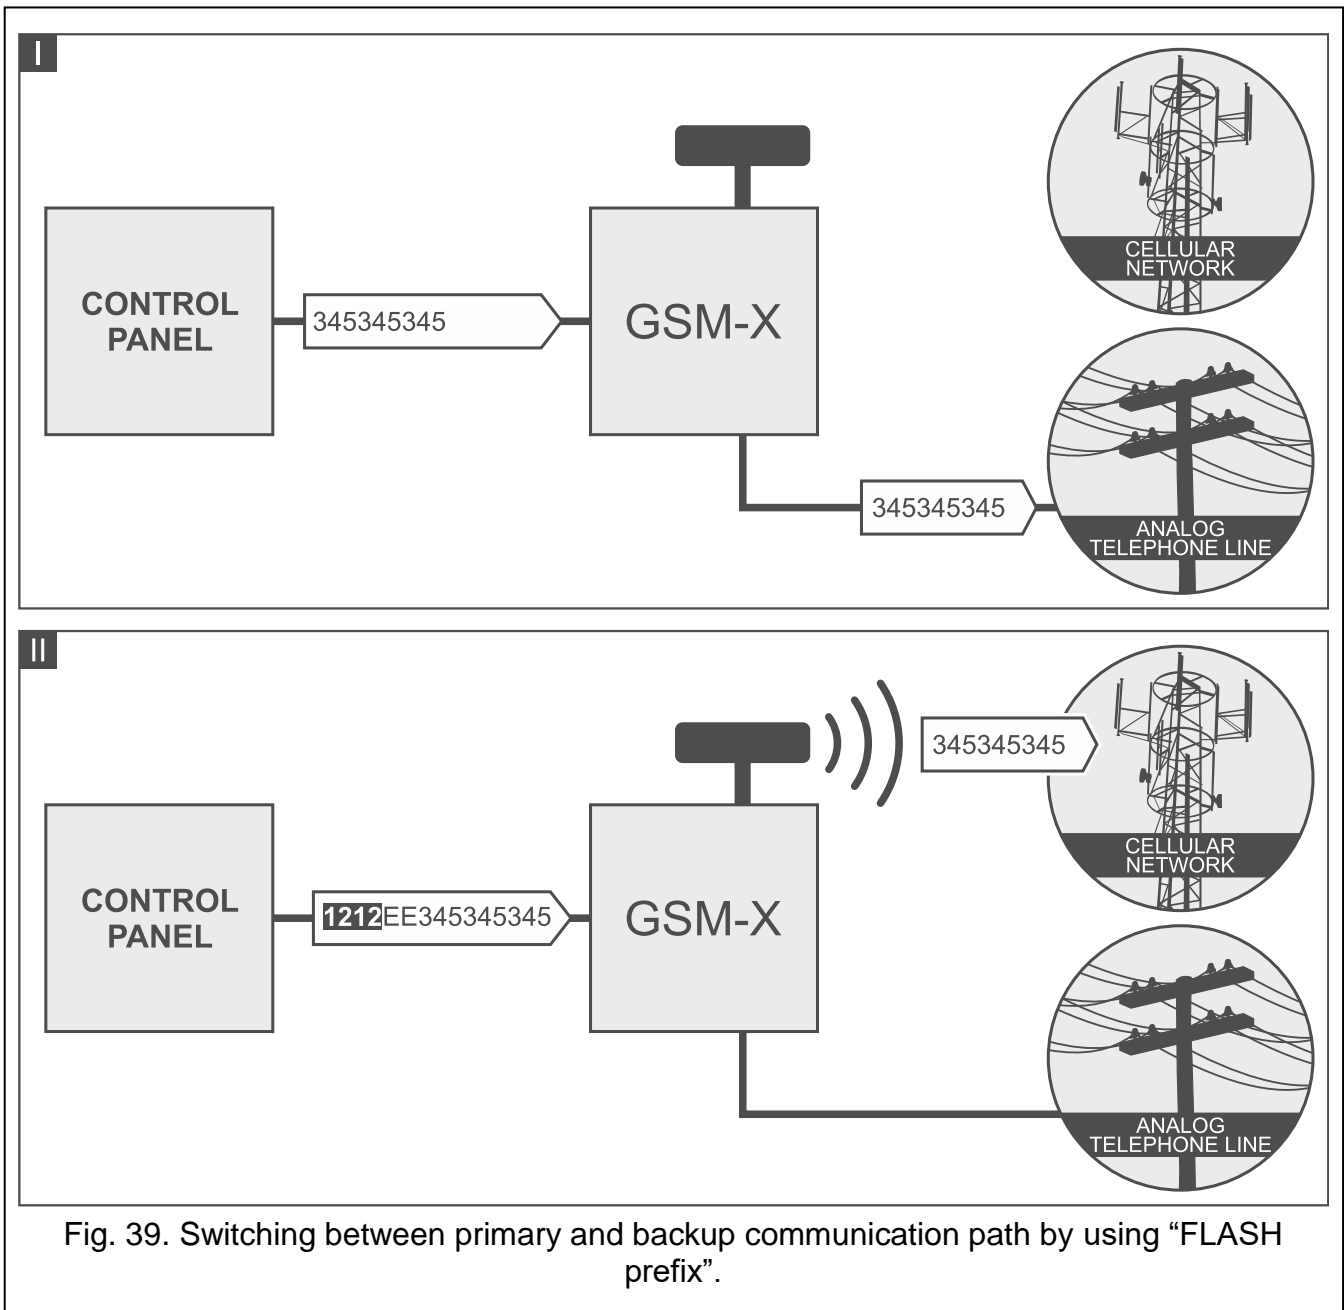 I
CELLULAR
NETWORK
CONTROL
PANEL
345345345
GSM-X
345345345
ANALOG
TELEPHONE LINE
II
345345345
CELLULAR
NETWORK
CONTROL
PANEL
1212EE345345345
GSM-X
ANALOG
TELEPHONE LINE
Fig. 39. Switching between primary and backup communication path by using “FLASH
prefix”.